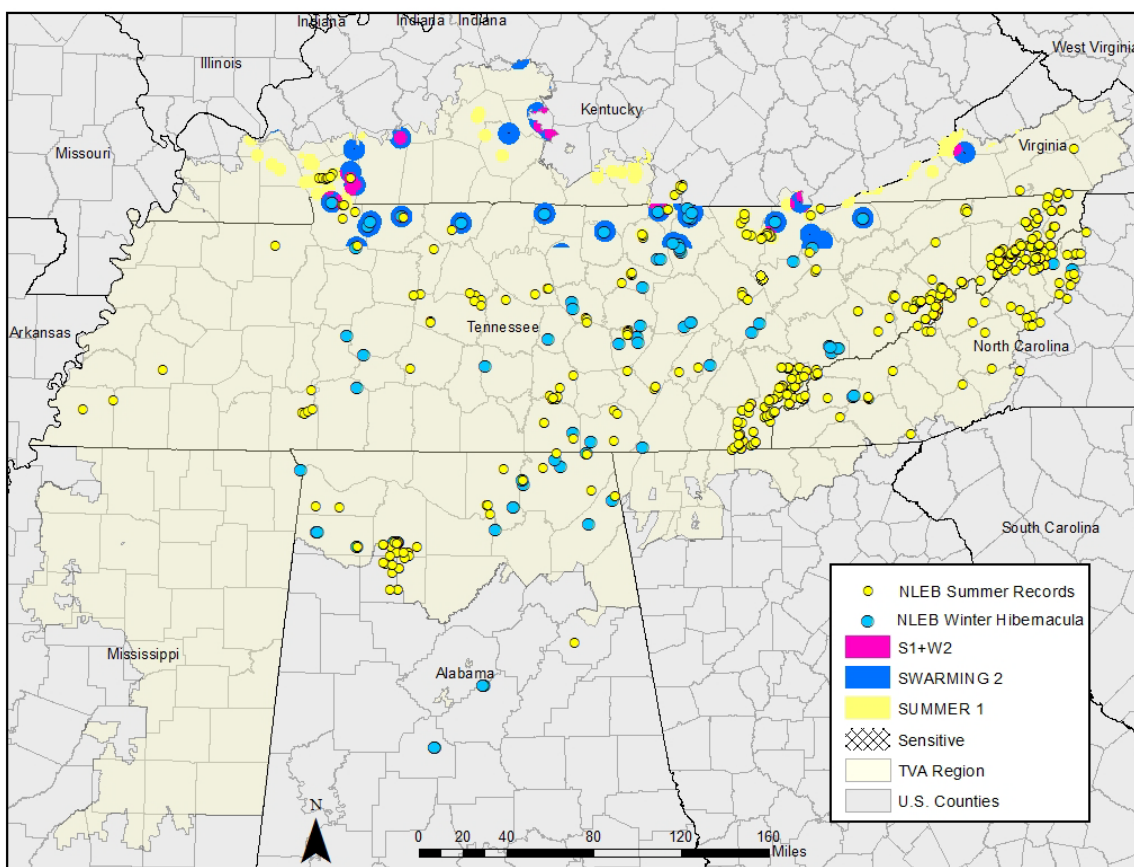 Indiana
Indiana
Indiana
West Virginia
Illinois
Kentucky
Missouri
Virginia
Tennessee
Arkansas
North Carolina
South Carolina
Mississippi
Alabama
NLEB Summer Records
NLEB Winter Hibernacula
S1+W2
SWARMING 2
SUMMER 1
Sensitive
TVA Region
U.S. Counties
N
0 20 40 80 120 160
Miles